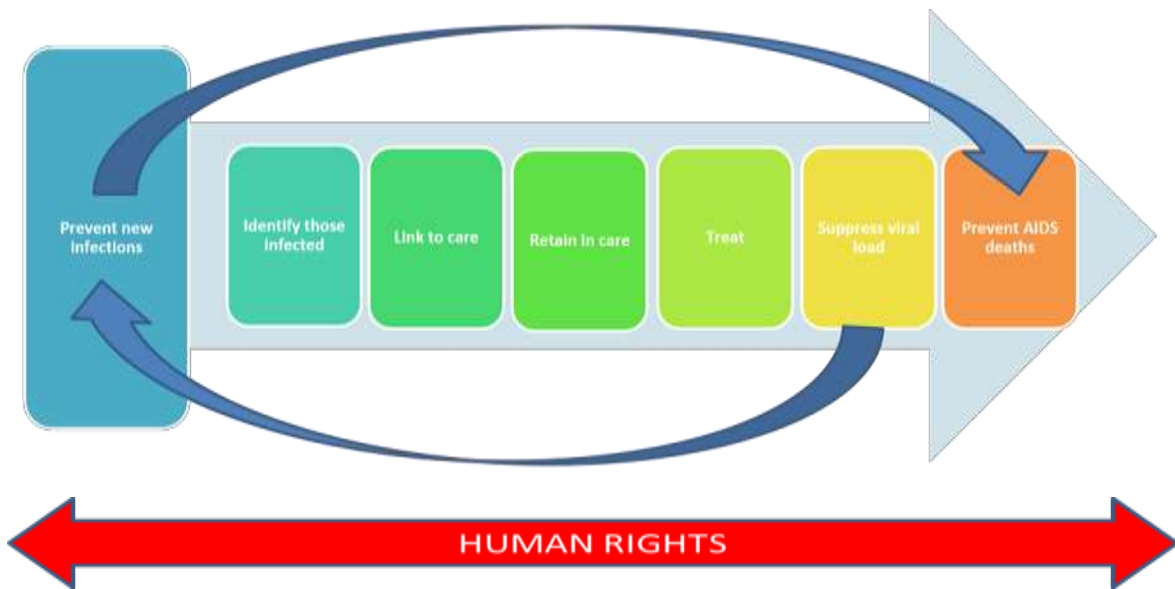 Prevent new
infections
Identify those
infected
Link to care
Retain in care
Treat
Suppress viral
load
Prevent AIDS
deaths
HUMAN RIGHTS